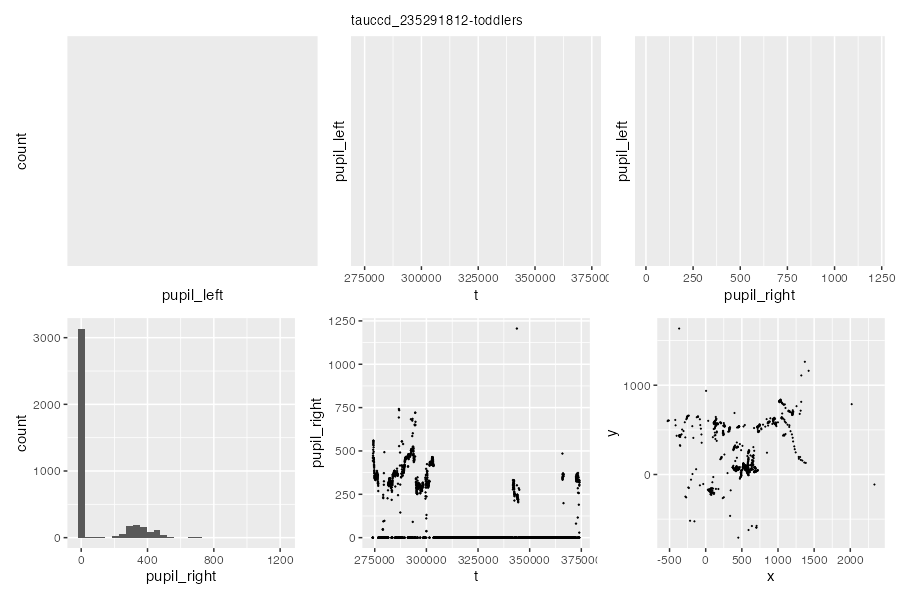 tauccd_235291812-toddlers
count
pupil_left
pupil_left
275000 300000 325000 350000 375000
t
pupil_left
0 250 500 750 1000 1250
pupil_right
3000
2000
1000
0
count
0 400 800 1200
pupil_right
1250
1000
750
500
250
0
pupil_right
275000 300000 325000 350000 375000
t
1000
0
y
-500 0 500 1000 1500 2000
x